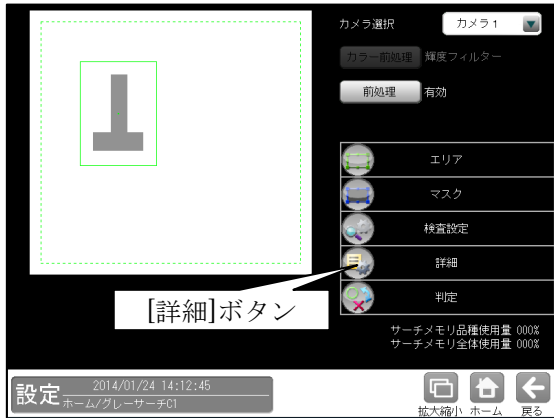 カメラ選択
カメラ1
カラー前処理 輝度フィルター
前処理 有効
エリア
マスク
検査設定
詳細
判定
[詳細]ボタン
サーチメモリ品種使用量 000%
サーチメモリ全体使用量 000%
設定
2014/01/24 14:12:45
ホーム/グレーサーチC1
拡大縮小 ホーム 戻る